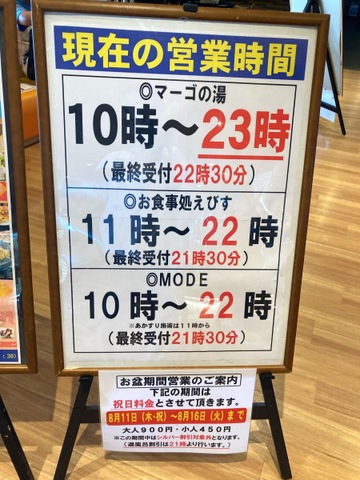 現在の営業時間
◎マーゴの湯
10時～23時
(最終受付22時30分)
◎お食事処えびす
11時～22時
(最終受付21時30分)
◎MODE
10時～22時
※あかすり施術は11時から
(最終受付21時30分)
お盆期間営業のご案内
下記の期間は
祝日料金とさせて頂きます。
8月11日(木・祝)～8月16日(火)まで
大人900円・小人450円
※この期間中はシルバー割引対象外となります。
(遅風呂割引は21時より行います。)
:30)